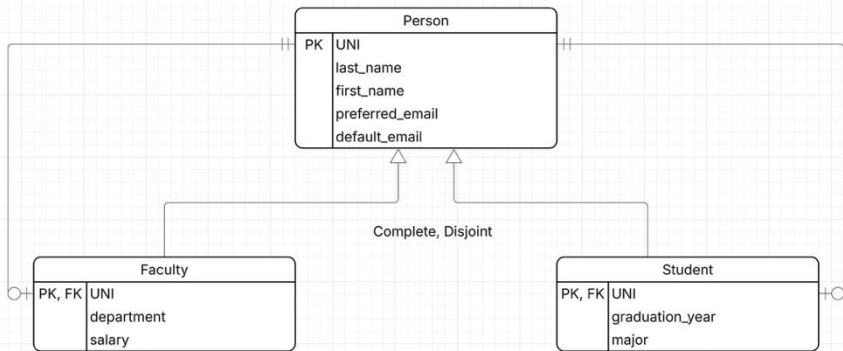 Person
PK UNI
last_name
first_name
preferred_email
default_email
Complete, Disjoint
Faculty
PK, FK UNI
department
salary
Student
PK, FK UNI
graduation_year
major